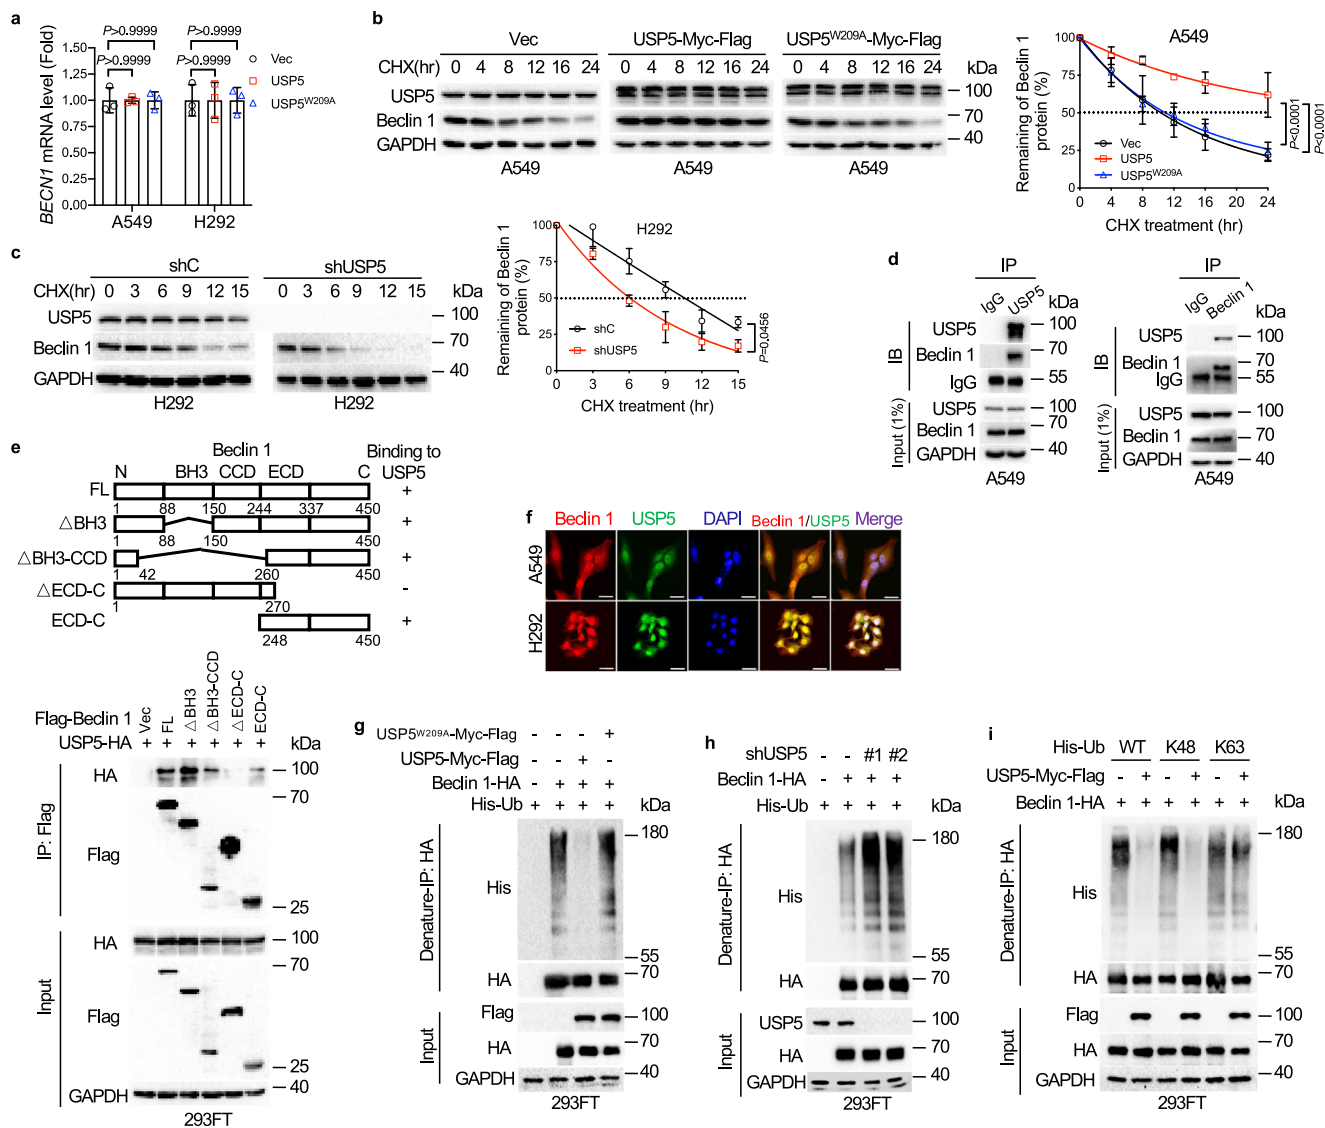 a
P>0.9999 P>0.9999
P>0.9999 P>0.9999
BECN1 mRNA level (Fold)
1.50
1.25
1.00
0.75
0.50
0.25
0.00
A549 H292
Vec
USP5
USP5W209A
b
Vec USP5-Myc-Flag USP5W209A-Myc-Flag
CHX(hr) 0 4 8 12 16 24 0 4 8 12 16 24 0 4 8 12 16 24 kDa
USP5 100
Beclin 1 70
GAPDH 40
A549 A549 A549
A549
Remaining of Beclin 1 protein (%)
100
75
50
25
0
Vec
USP5
USP5W209A
P<0.0001
P<0.0001
0 4 8 12 16 20 24
CHX treatment (hr)
c
shC shUSP5
CHX(hr) 0 3 6 9 12 15 0 3 6 9 12 15 kDa
USP5 100
Beclin 1 70
GAPDH 40
H292 H292
H292
Remaining of Beclin 1 protein (%)
100
75
50
25
0
shC
shUSP5
P=0.0456
0 3 6 9 12 15
CHX treatment (hr)
d
IP
IgG USP5 kDa
IB
USP5 100
Beclin 1 70
IgG 55
Input (1%)
USP5 100
Beclin 1 70
GAPDH 40
A549
IP
IgG Beclin 1 kDa
IB
USP5 100
Beclin 1 70
IgG 55
Input (1%)
USP5 100
Beclin 1 70
GAPDH 40
A549
e
Beclin 1 Binding to USP5
N BH3 CCD ECD C
FL +
1 88 150 244 337 450
△BH3 +
1 88 150 450
△BH3-CCD +
1 42 260 450
△ECD-C -
1 270
ECD-C +
248 450
Flag-Beclin 1 Vec FL △BH3 △BH3-CCD △ECD-C ECD-C
USP5-HA + + + + + + kDa
IP: Flag
HA 100
70
Flag
25
Input
HA 100
70
Flag
25
GAPDH 40
293FT
f
Beclin 1 USP5 DAPI Beclin 1/USP5 Merge
A549
H292
g
USP5W209A-Myc-Flag - - - +
USP5-Myc-Flag - - + -
Beclin 1-HA - + + +
His-Ub + + + + kDa
Denature-IP: HA
180
His
55
HA 70
Input
Flag 100
HA 70
GAPDH 40
293FT
h
shUSP5 - - #1 #2
Beclin 1-HA - + + +
His-Ub + + + + kDa
Denature-IP: HA
180
His
55
HA 70
Input
USP5 100
HA 70
GAPDH 40
293FT
i
His-Ub WT K48 K63
USP5-Myc-Flag - + - + - +
Beclin 1-HA + + + + + + kDa
Denature-IP: HA
180
His
55
HA 70
Input
Flag 100
HA 70
GAPDH 40
293FT